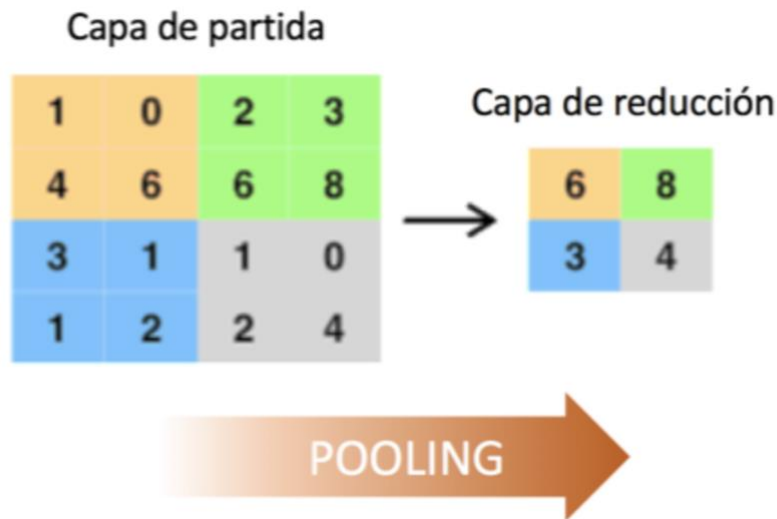 Capa de partida
1 0 2 3
Capa de reducción
4 6 6 8
6 8
3 1 1 0
3 4
1 2 2 4
POOLING